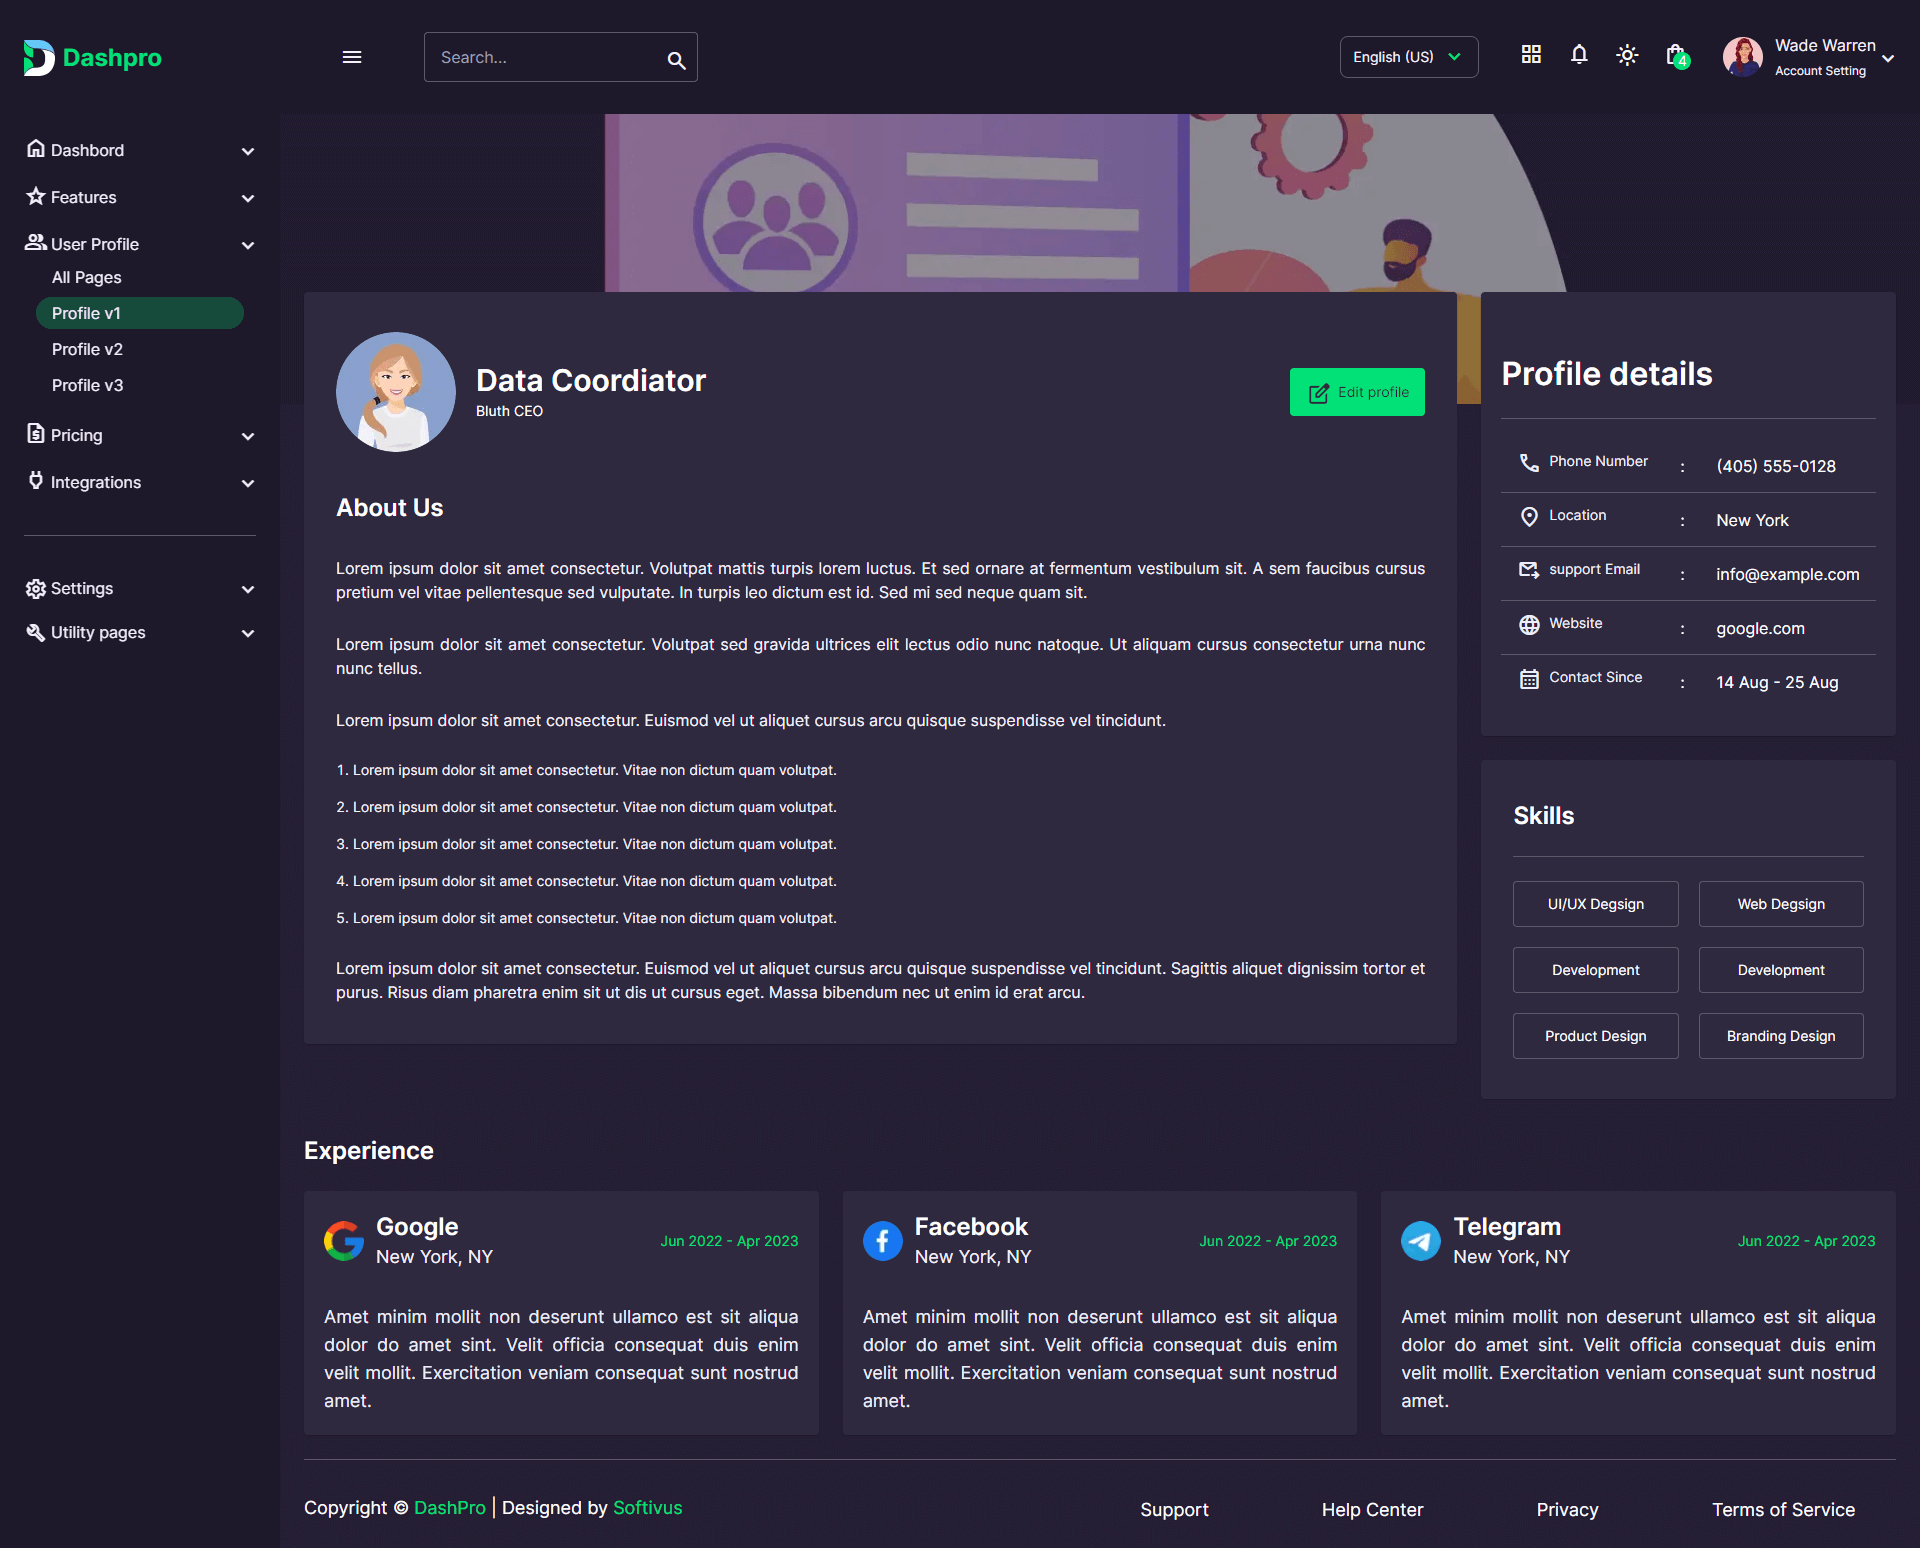 Dashpro
Search...
English (US)
4
Wade Warren
Account Setting
Dashbord
Features
User Profile
All Pages
Profile v1
Profile v2
Profile v3
Pricing
Integrations
Settings
Utility pages
Data Coordiator
Bluth CEO
Edit profile
About Us
Lorem ipsum dolor sit amet consectetur. Volutpat mattis turpis lorem luctus. Et sed ornare at fermentum vestibulum sit. A sem faucibus cursus
pretium vel vitae pellentesque sed vulputate. In turpis leo dictum est id. Sed mi sed neque quam sit.
Lorem ipsum dolor sit amet consectetur. Volutpat sed gravida ultrices elit lectus odio nunc natoque. Ut aliquam cursus consectetur urna nunc
nunc tellus.
Lorem ipsum dolor sit amet consectetur. Euismod vel ut aliquet cursus arcu quisque suspendisse vel tincidunt.
1. Lorem ipsum dolor sit amet consectetur. Vitae non dictum quam volutpat.
2. Lorem ipsum dolor sit amet consectetur. Vitae non dictum quam volutpat.
3. Lorem ipsum dolor sit amet consectetur. Vitae non dictum quam volutpat.
4. Lorem ipsum dolor sit amet consectetur. Vitae non dictum quam volutpat.
5. Lorem ipsum dolor sit amet consectetur. Vitae non dictum quam volutpat.
Lorem ipsum dolor sit amet consectetur. Euismod vel ut aliquet cursus arcu quisque suspendisse vel tincidunt. Sagittis aliquet dignissim tortor et
purus. Risus diam pharetra enim sit ut dis ut cursus eget. Massa bibendum nec ut enim id erat arcu.
Profile details
Phone Number : (405) 555-0128
Location : New York
support Email : info@example.com
Website : google.com
Contact Since : 14 Aug - 25 Aug
Skills
UI/UX Degsign
Web Degsign
Development
Development
Product Design
Branding Design
Experience
Google
New York, NY
Jun 2022 - Apr 2023
Amet minim mollit non deserunt ullamco est sit aliqua
dolor do amet sint. Velit officia consequat duis enim
velit mollit. Exercitation veniam consequat sunt nostrud
amet.
Facebook
New York, NY
Jun 2022 - Apr 2023
Amet minim mollit non deserunt ullamco est sit aliqua
dolor do amet sint. Velit officia consequat duis enim
velit mollit. Exercitation veniam consequat sunt nostrud
amet.
Telegram
New York, NY
Jun 2022 - Apr 2023
Amet minim mollit non deserunt ullamco est sit aliqua
dolor do amet sint. Velit officia consequat duis enim
velit mollit. Exercitation veniam consequat sunt nostrud
amet.
Copyright © DashPro | Designed by Softivus
Support
Help Center
Privacy
Terms of Service